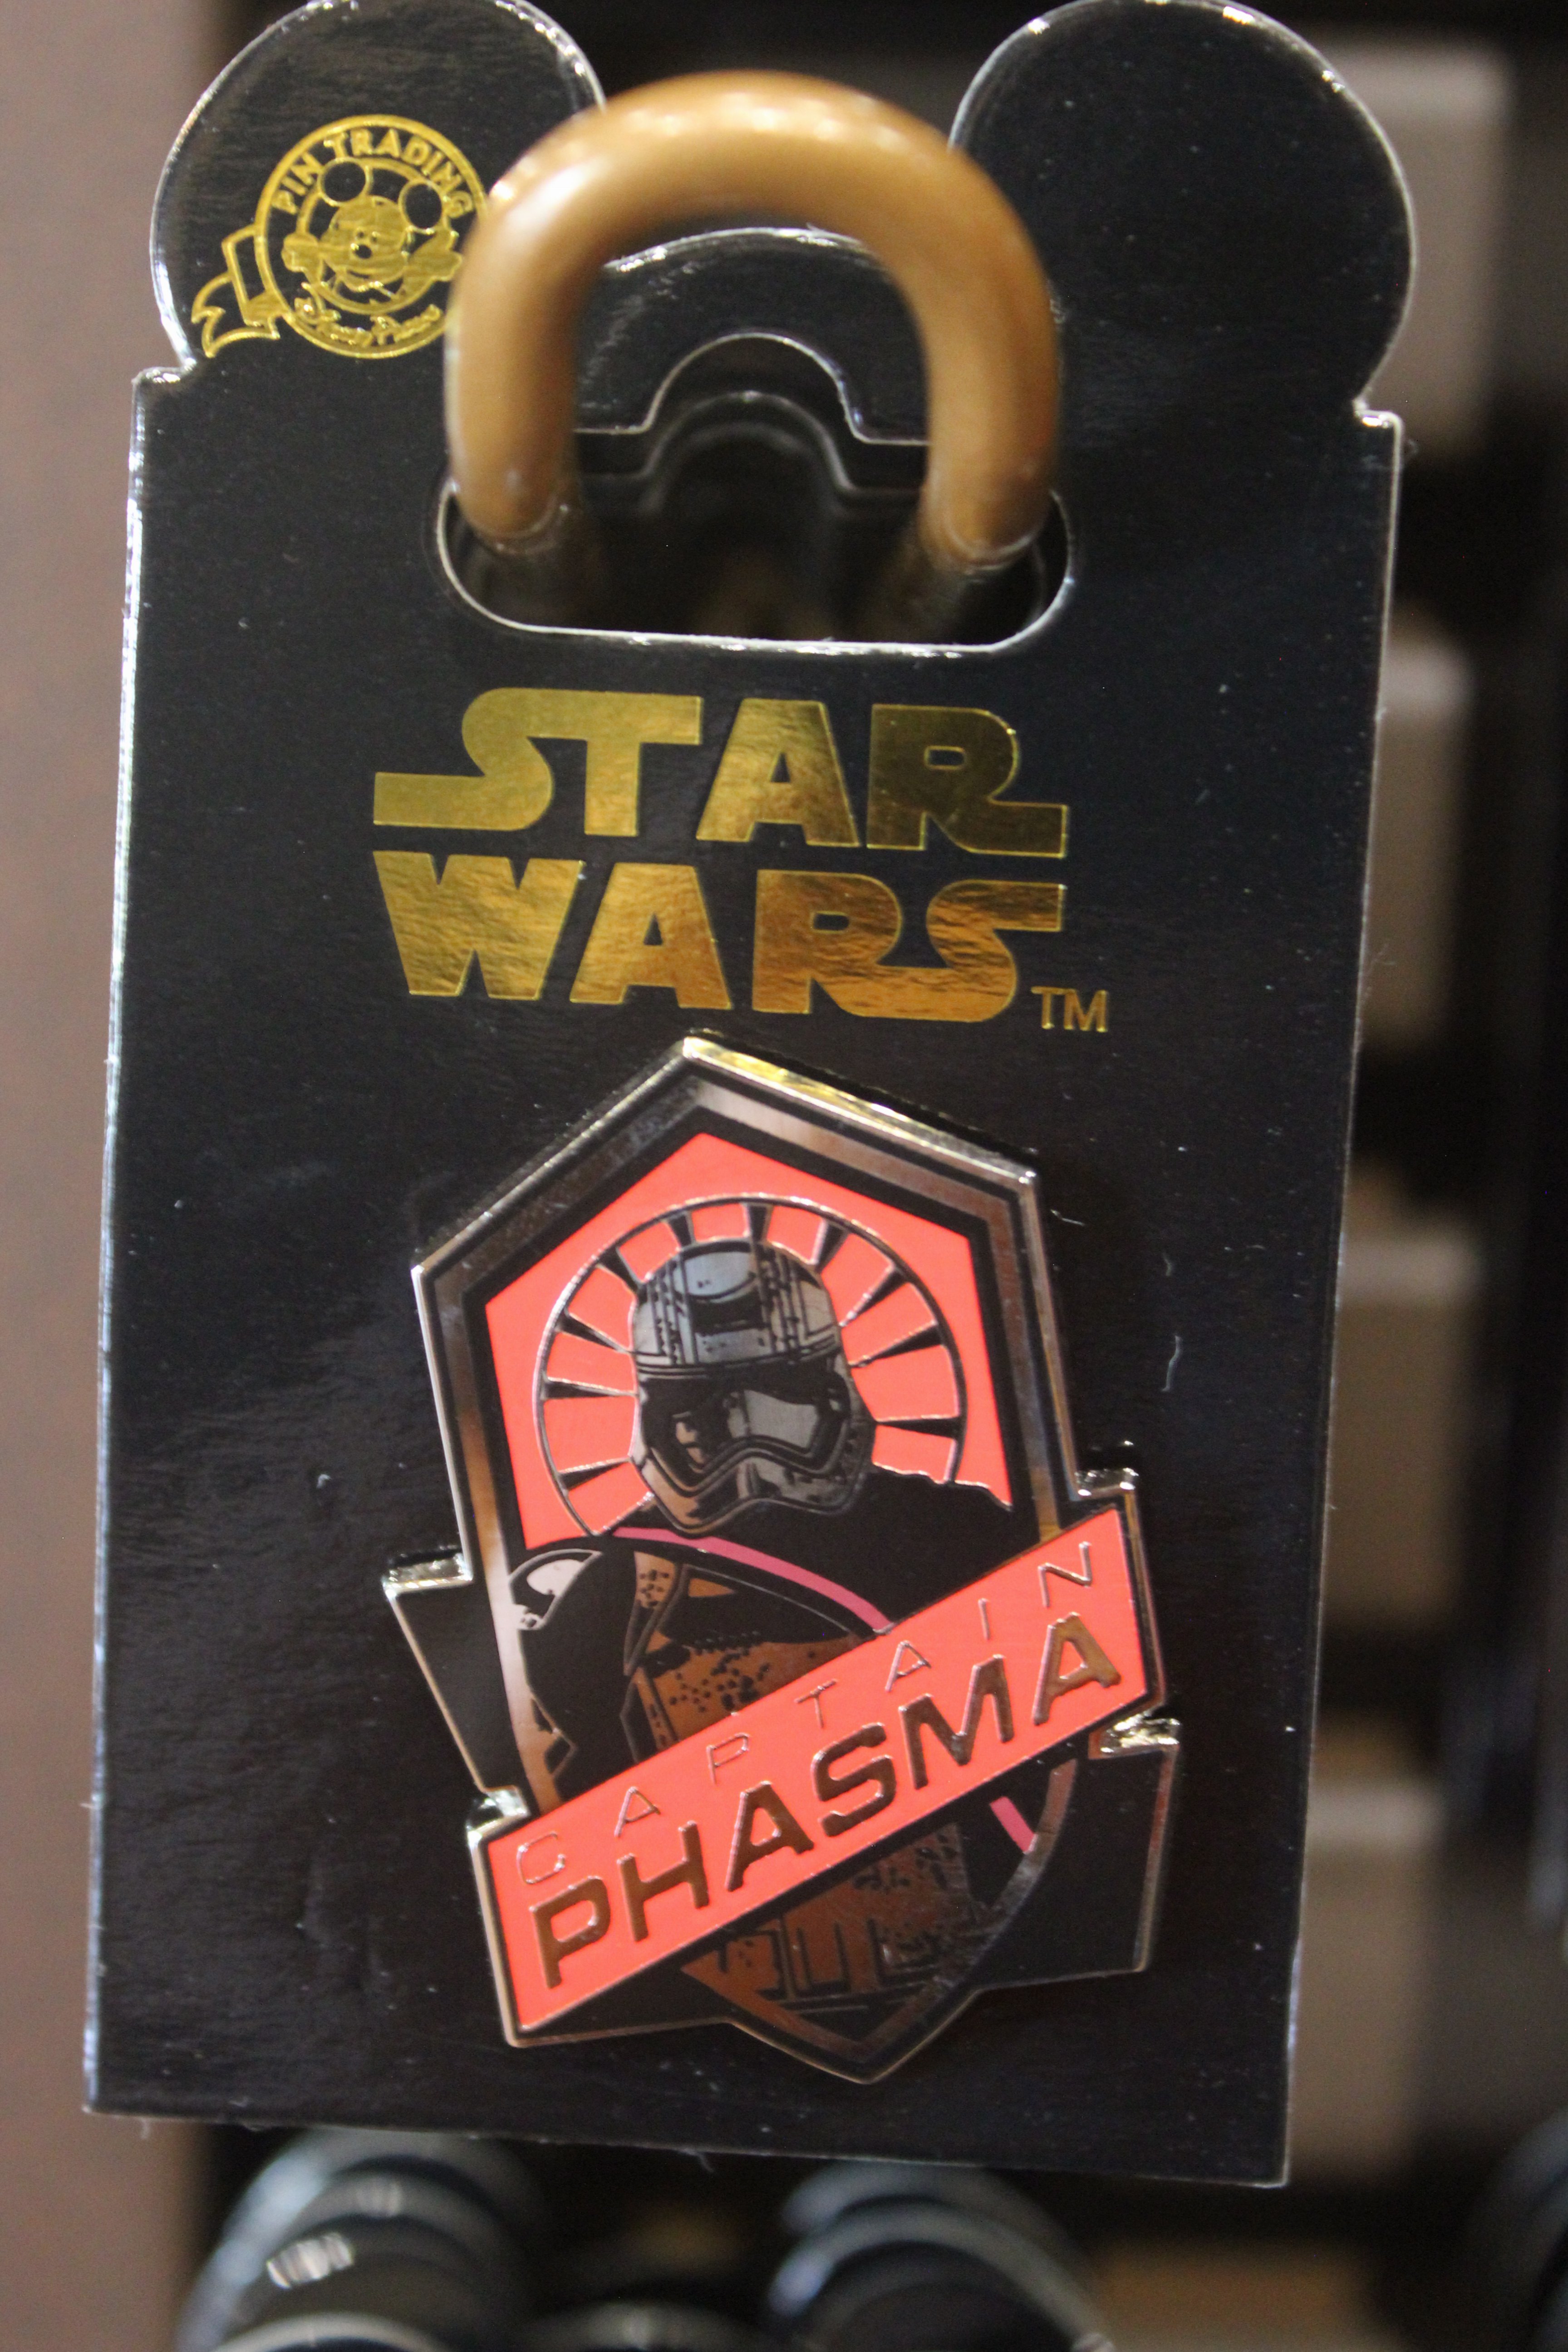 PIN TRADING
STAR
WARS
TM
CAPTAIN
PHASMA